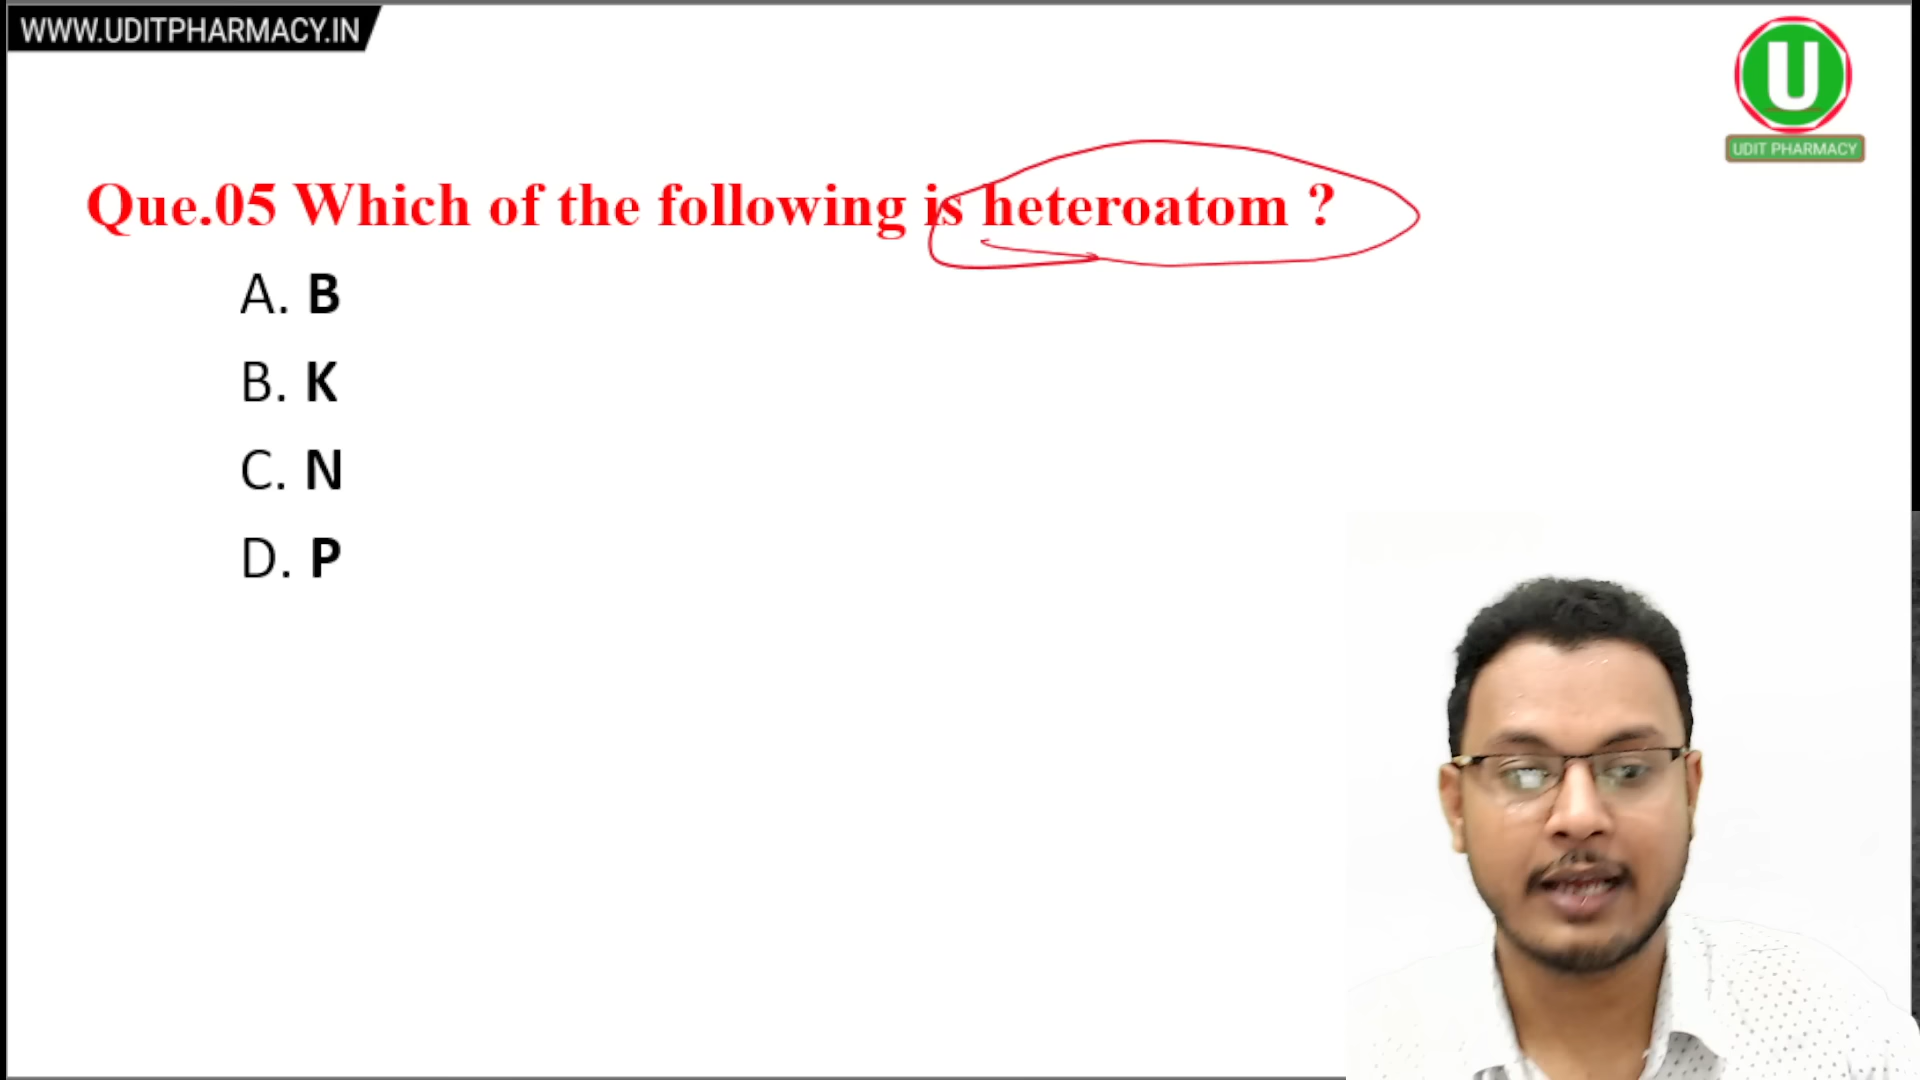 WWW.UDITPHARMACY.IN
U
UDIT PHARMACY
Que.05 Which of the following is heteroatom ?
A. B
B. K
C. N
D. P